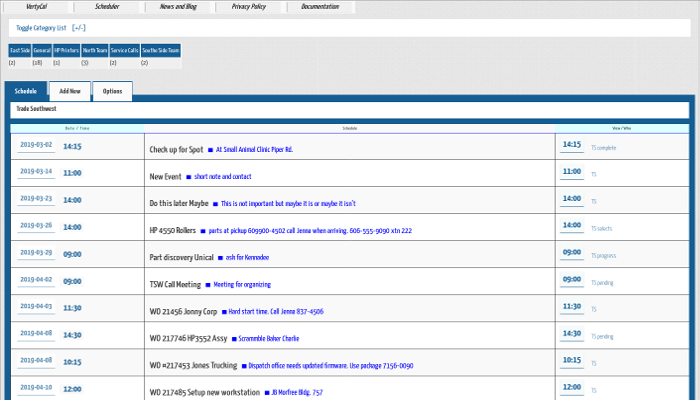 VertyCal Scheduler News and Blog Privacy Policy Documentation
Toggle Category List [+/-]
East Side General HP Printers North Team Service Calls Southe Side Team
(2) (18) (1) (3) (2) (2)
Schedule Add New Options
Trade Southwest
Date / Time Schedule View / Who
2019-03-02 14:15 Check up for Spot ■ At Small Animal Clinic Piper Rd. 14:15 TS complete
2019-03-14 11:00 New Event ■ short note and contact 11:00 TS
2019-03-23 14:00 Do this later Maybe ■ This is not important but maybe it is or maybe it isn't 14:00 TS
2019-03-26 14:00 HP 4550 Rollers ■ parts at pickup 609900-4502 call Jenna when arriving. 606-555-9090 xtn 222 14:00 TS
2019-03-29 09:00 Part discovery Unical ■ ask for Kennadee 09:00 TS progress
2019-04-02 09:00 TSW Call Meeting ■ Meeting for organizing 09:00 TS pending
2019-04-03 11:30 WO 21456 Jonny Corp ■ Hard start time. Call Jenna 837-4506 11:30 TS
2019-04-08 14:30 WO 217746 HP3552 Assy ■ Scrammble Baker Charlie 14:30 TS pending
2019-04-08 10:15 WO #217453 Jones Trucking ■ Dispatch office needs updated firmware. Use package 7156-0090 10:15 TS
2019-04-10 12:00 WO 217485 Setup new workstation ■ JB Morfree Bldg. 757 12:00 TS